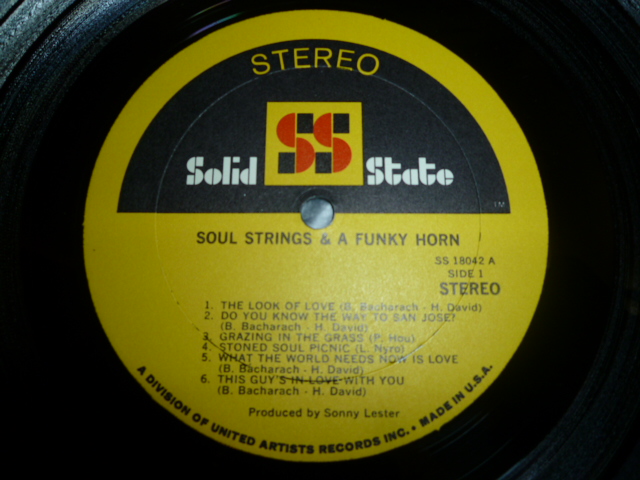 STEREO
SS
Solid State
TM
SOUL STRINGS & A FUNKY HORN
SS 18042 A
SIDE 1
STEREO
1. THE LOOK OF LOVE (B. Bacharach - H. David)
2. DO YOU KNOW THE WAY TO SAN JOSE?
(B. Bacharach - H. David)
3. GRAZING IN THE GRASS (P. Hou)
4. STONED SOUL PICNIC (L. Nyro)
5. WHAT THE WORLD NEEDS NOW IS LOVE
(B. Bacharach - H. David)
6. THIS GUY'S IN LOVE WITH YOU
(B. Bacharach - H. David)
Produced by Sonny Lester
A DIVISION OF UNITED ARTISTS RECORDS INC. • MADE IN U.S.A.